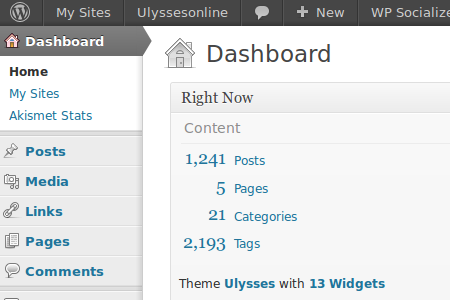 My Sites Ulyssesonline + New WP Socialize
Dashboard
Home
My Sites
Akismet Stats
Posts
Media
Links
Pages
Comments
Dashboard
Right Now
Content
1,241 Posts
5 Pages
21 Categories
2,193 Tags
Theme Ulysses with 13 Widgets